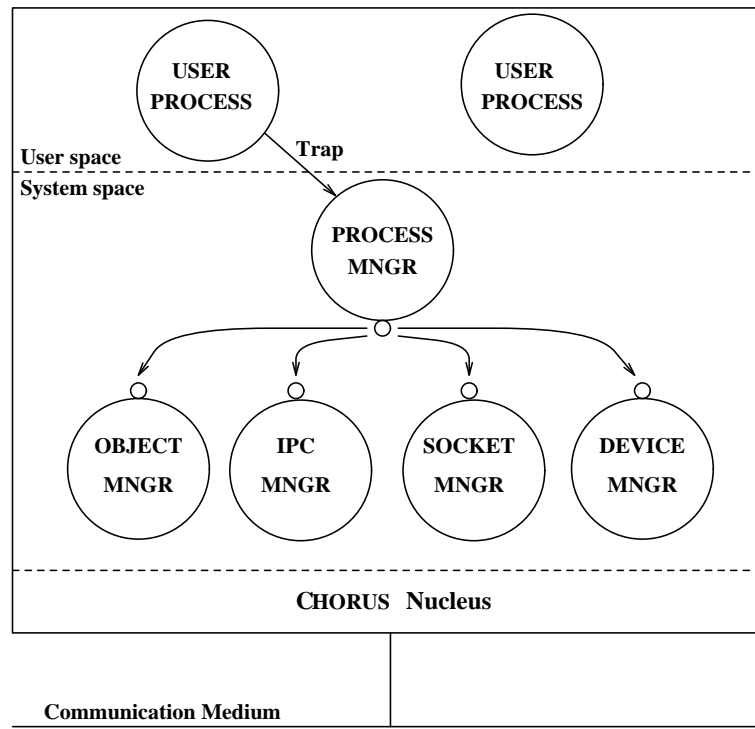 USER
PROCESS
USER
PROCESS
Trap
User space
System space
PROCESS
MNGR
OBJECT
MNGR
IPC
MNGR
SOCKET
MNGR
DEVICE
MNGR
CHORUS Nucleus
Communication Medium